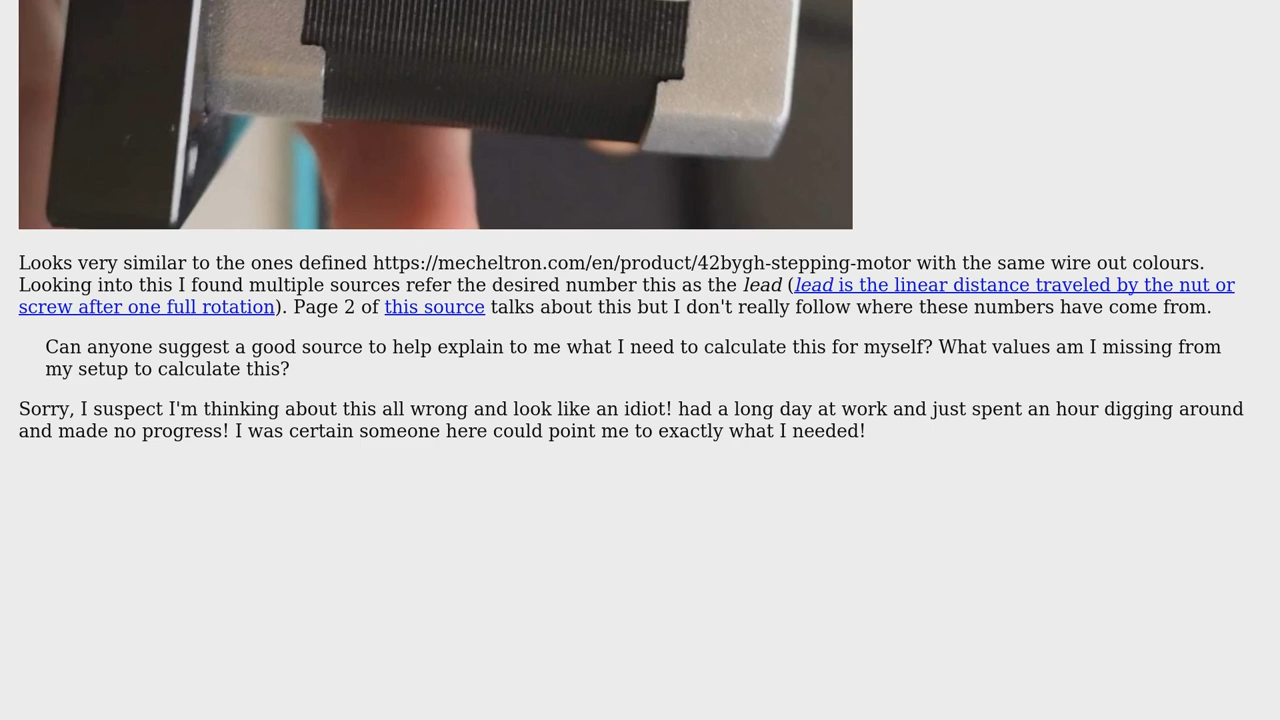 Looks very similar to the ones defined https://mecheltron.com/en/product/42bygh-stepping-motor with the same wire out colours.
Looking into this I found multiple sources refer the desired number this as the lead (lead is the linear distance traveled by the nut or
screw after one full rotation). Page 2 of this source talks about this but I don't really follow where these numbers have come from.
Can anyone suggest a good source to help explain to me what I need to calculate this for myself? What values am I missing from
my setup to calculate this?
Sorry, I suspect I'm thinking about this all wrong and look like an idiot! had a long day at work and just spent an hour digging around
and made no progress! I was certain someone here could point me to exactly what I needed!